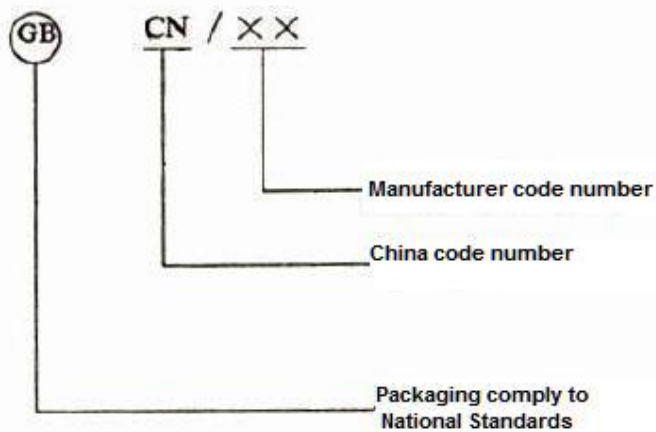 GB CN / ××
Manufacturer code number
China code number
Packaging comply to
National Standards